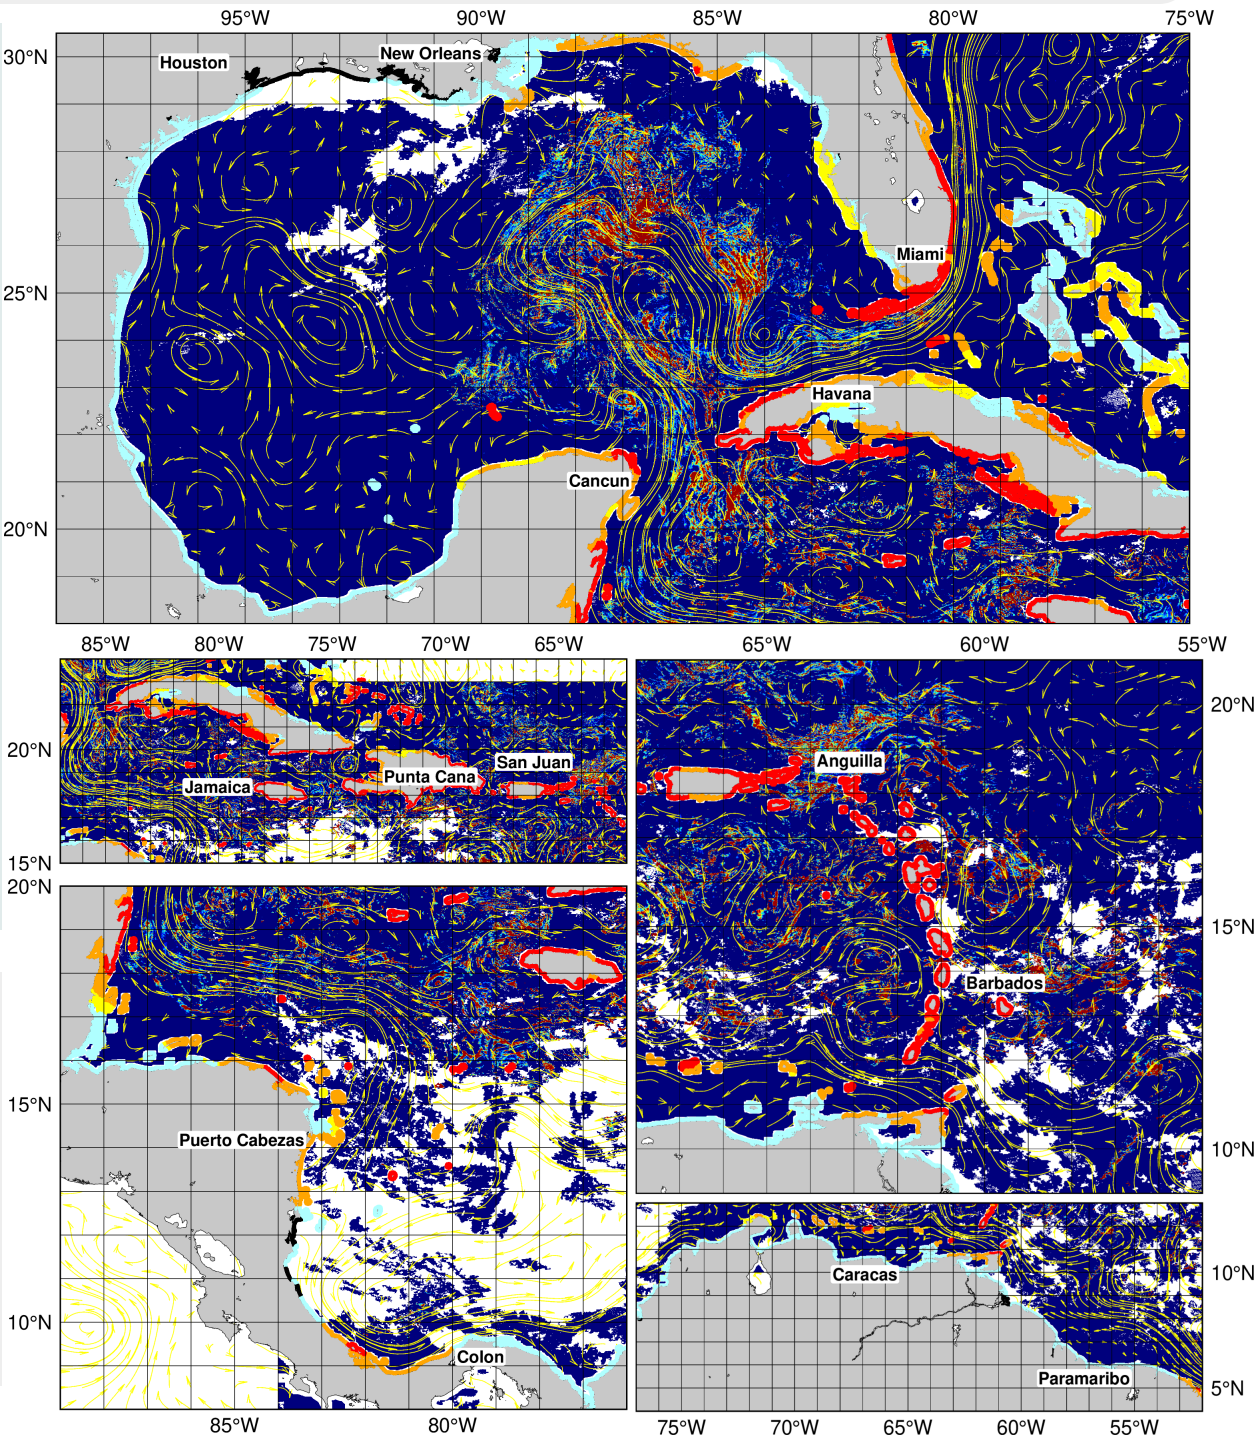 95°W 90°W 85°W 80°W 75°W
30°N
Houston
New Orleans
Miami
25°N
Havana
Cancun
20°N
85°W 80°W 75°W 70°W 65°W 65°W 60°W 55°W
20°N
20°N
Anguilla
San Juan
Punta Cana
Jamaica
15°N
20°N
15°N
Barbados
15°N
Puerto Cabezas
10°N
Caracas
10°N
10°N
Colon
Paramaribo
5°N
85°W 80°W 75°W 70°W 65°W 60°W 55°W